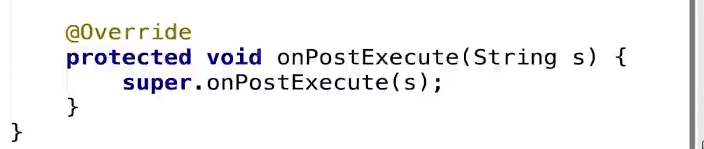 @Override
protected void onPostExecute(String s) {
super.onPostExecute(s);
}
}